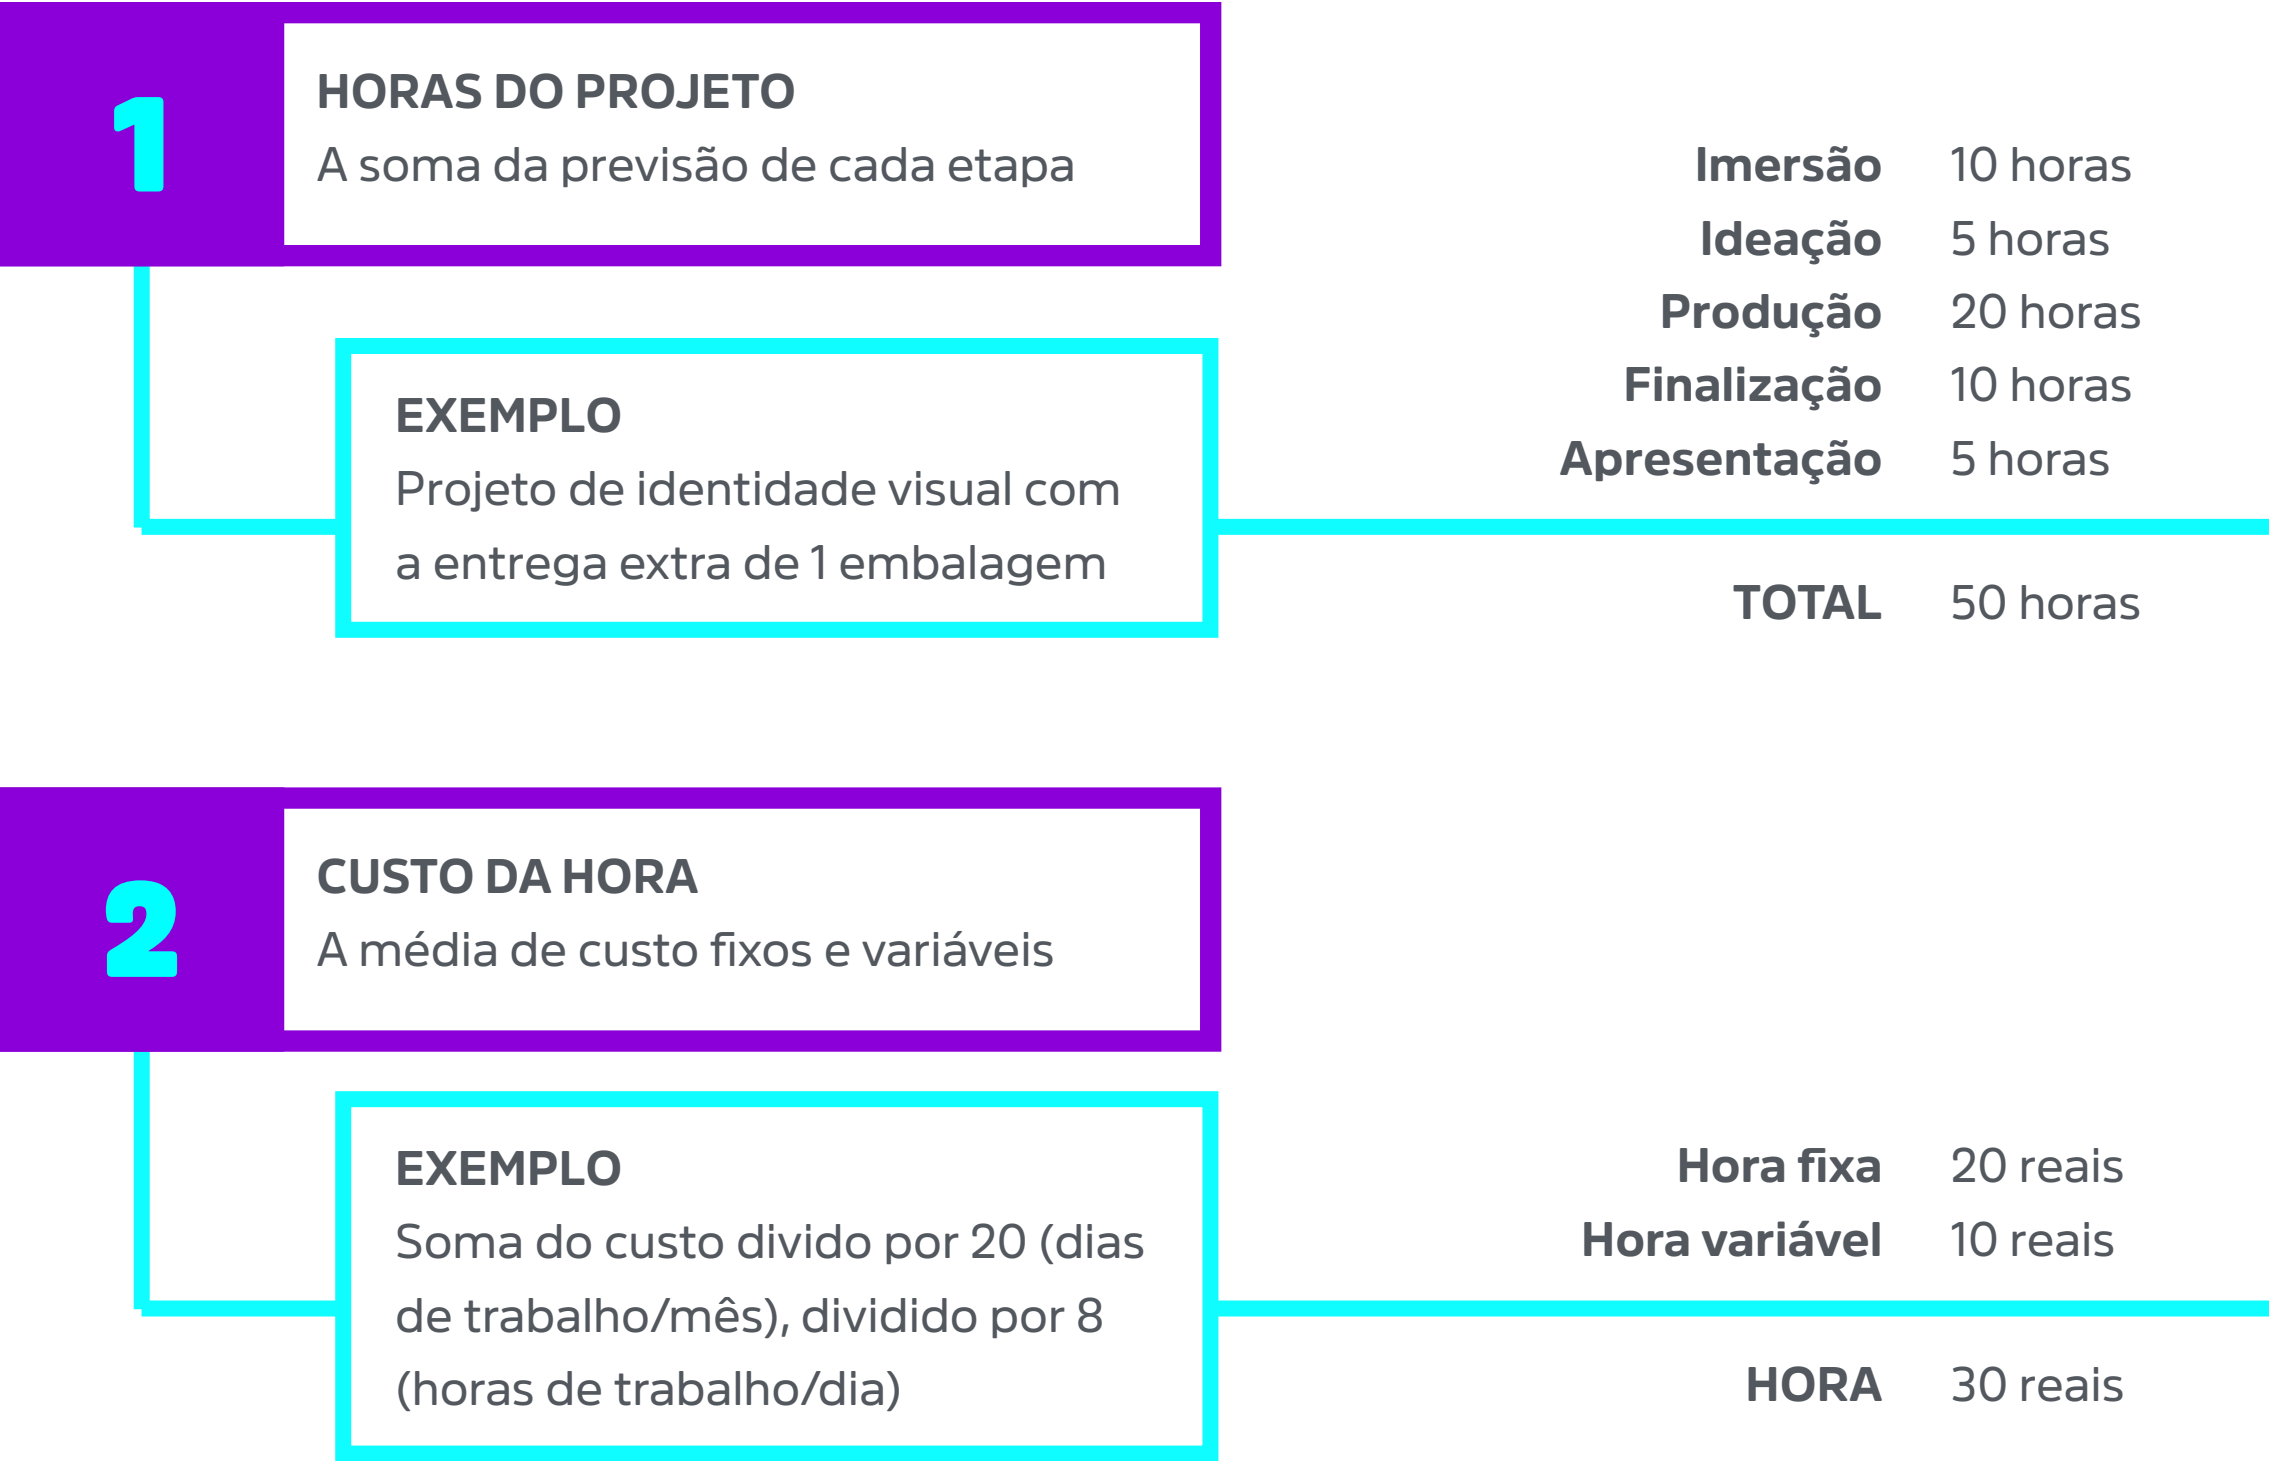 1
HORAS DO PROJETO
A soma da previsão de cada etapa
EXEMPLO
Projeto de identidade visual com
a entrega extra de 1 embalagem
Imersão 10 horas
Ideação 5 horas
Produção 20 horas
Finalização 10 horas
Apresentação 5 horas
TOTAL 50 horas
2
CUSTO DA HORA
A média de custo fixos e variáveis
EXEMPLO
Soma do custo divido por 20 (dias
de trabalho/mês), dividido por 8
(horas de trabalho/dia)
Hora fixa 20 reais
Hora variável 10 reais
HORA 30 reais